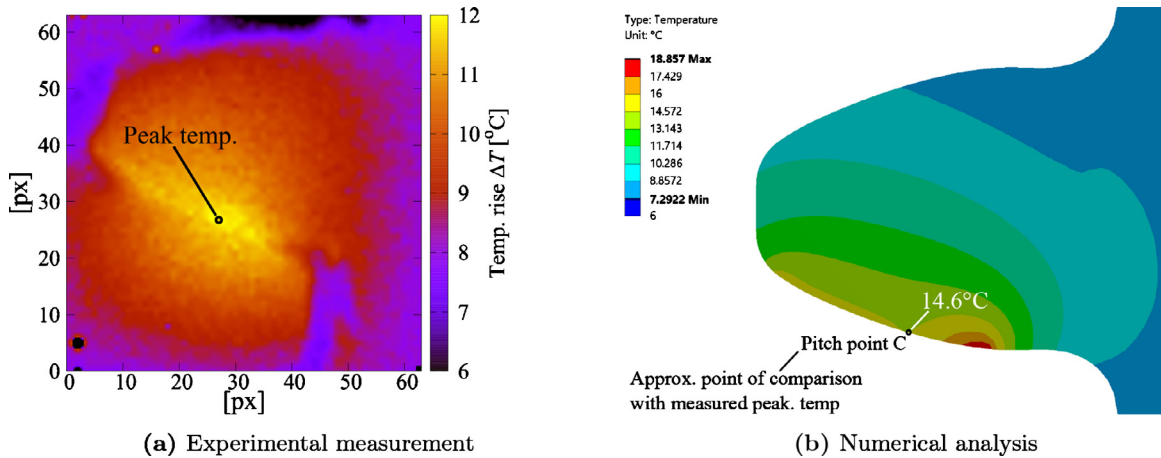 60
50
40
30
20
10
0
[px]
0 10 20 30 40 50 60
[px]
Peak temp.
12
11
10
9
8
7
6
Temp. rise ΔT [°C]
(a) Experimental measurement
Type: Temperature
Unit: °C
18.857 Max
17.429
16
14.572
13.143
11.714
10.286
8.8572
7.2922 Min
6
14.6°C
Pitch point C
Approx. point of comparison
with measured peak. temp
(b) Numerical analysis